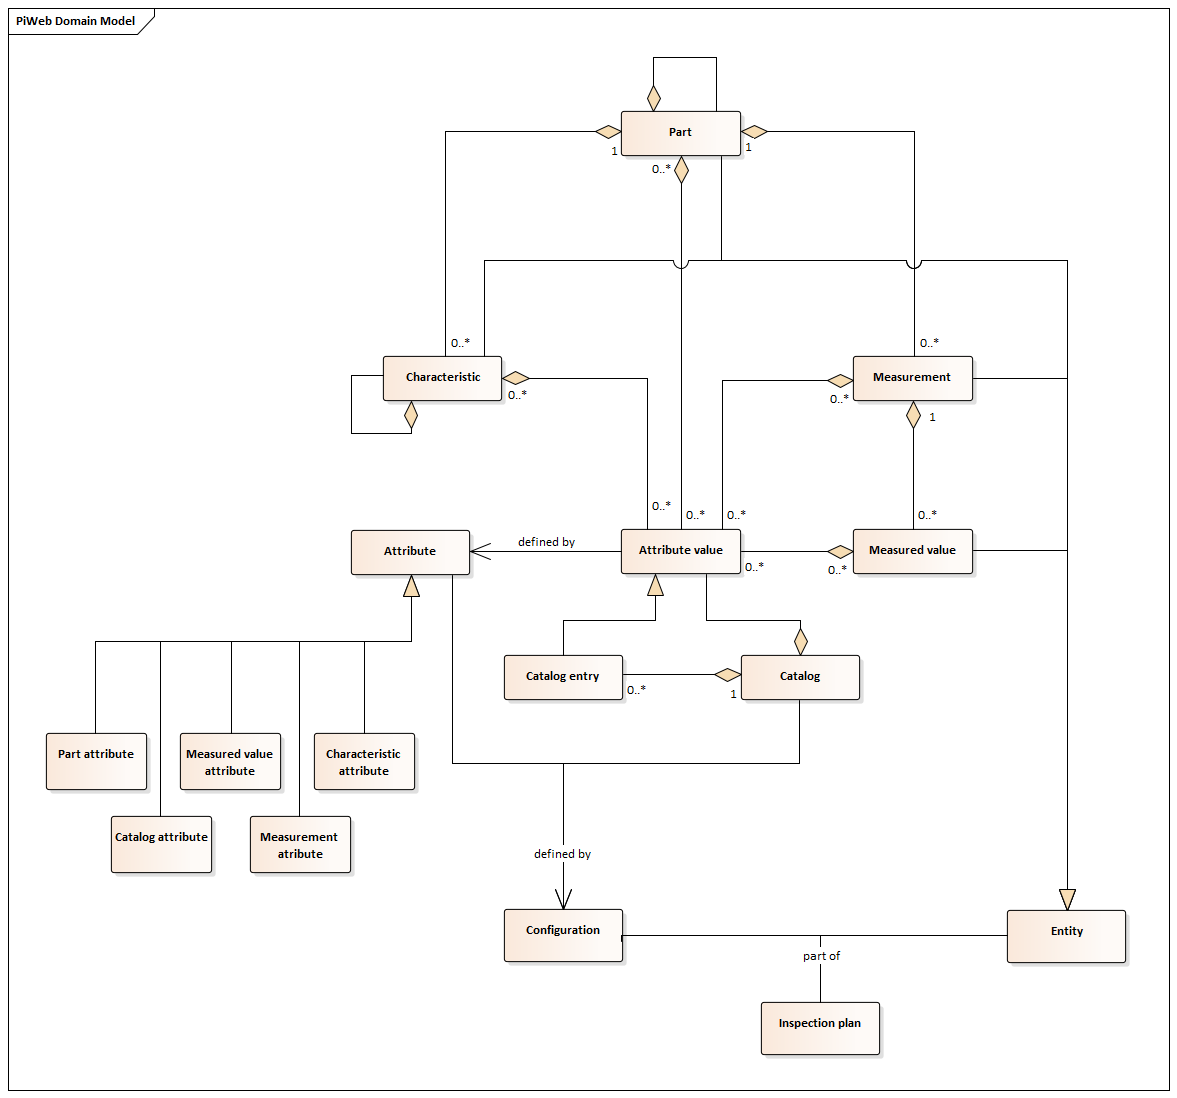 PiWeb Domain Model
Part
1
1
0..*
0..*
0..*
Characteristic
0..*
Measurement
0..*
1
0..*
0..*
0..*
0..*
Attribute
defined by
Attribute value
0..*
0..*
Measured value
Catalog entry
0..*
1
Catalog
Part attribute
Measured value
attribute
Characteristic
attribute
Catalog attribute
Measurement
atribute
defined by
Configuration
Entity
part of
Inspection plan